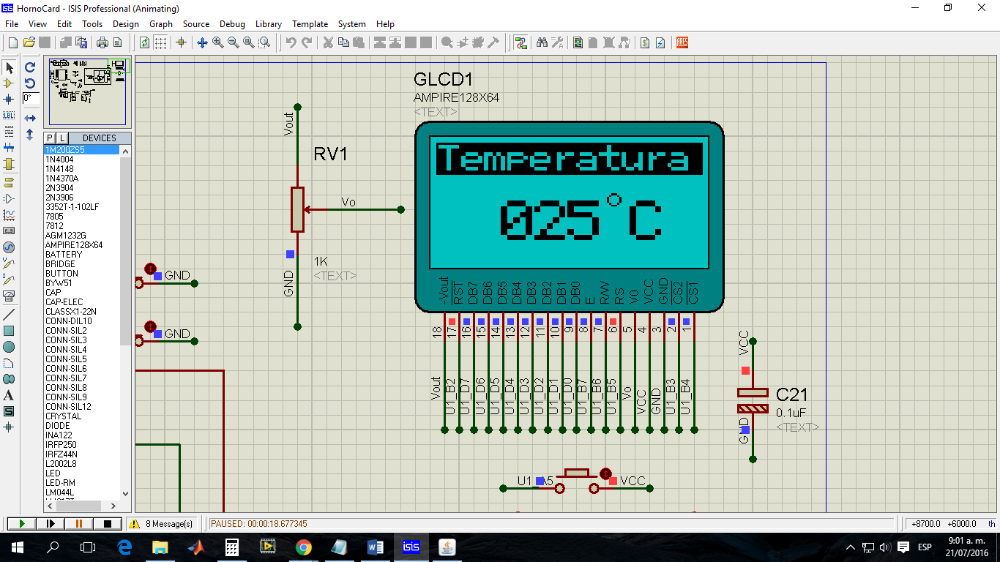 HornoCard - ISIS Professional (Animating)
File View Edit Tools Design Graph Source Debug Library Template System Help
0°
LBL
P L DEVICES
1M200ZS5
1N4004
1N4148
1N4370A
2N3904
2N3906
3352T-1-102LF
7805
7812
AGM1232G
AMPIRE128X64
BATTERY
BRIDGE
BUTTON
BYW51
CAP
CAP-ELEC
CLASSX1-22N
CONN-DIL10
CONN-SIL2
CONN-SIL3
CONN-SIL4
CONN-SIL5
CONN-SIL6
CONN-SIL7
CONN-SIL8
CONN-SIL9
CONN-SIL12
CRYSTAL
DIODE
INA122
IRFP250
IRFZ44N
L2002L8
LED
LED-RM
LM044L
GLCD1
AMPIRE128X64
<TEXT>
Vout
RV1
Vo
1K
<TEXT>
GND
GND
GND
Temperatura
025°C
-Vout RST DB7 DB6 DB5 DB4 DB3 DB2 DB1 DB0 E R/W RS V0 VCC GND CS2 CS1
18 17 16 15 14 13 12 11 10 9 8 7 6 5 4 3 2 1
Vout U1_B2 U1_D7 U1_D6 U1_D5 U1_D4 U1_D3 U1_D2 U1_D1 U1_D0 U1_B7 U1_B6 U1_B5 Vo VCC GND U1_B3 U1_B4
VCC
C21
0.1uF
<TEXT>
GND
VCC
8 Message(s)
PAUSED: 00:00:18.677345
+8700.0 +6000.0 th
isis
ESP
9:01 a. m.
21/07/2016